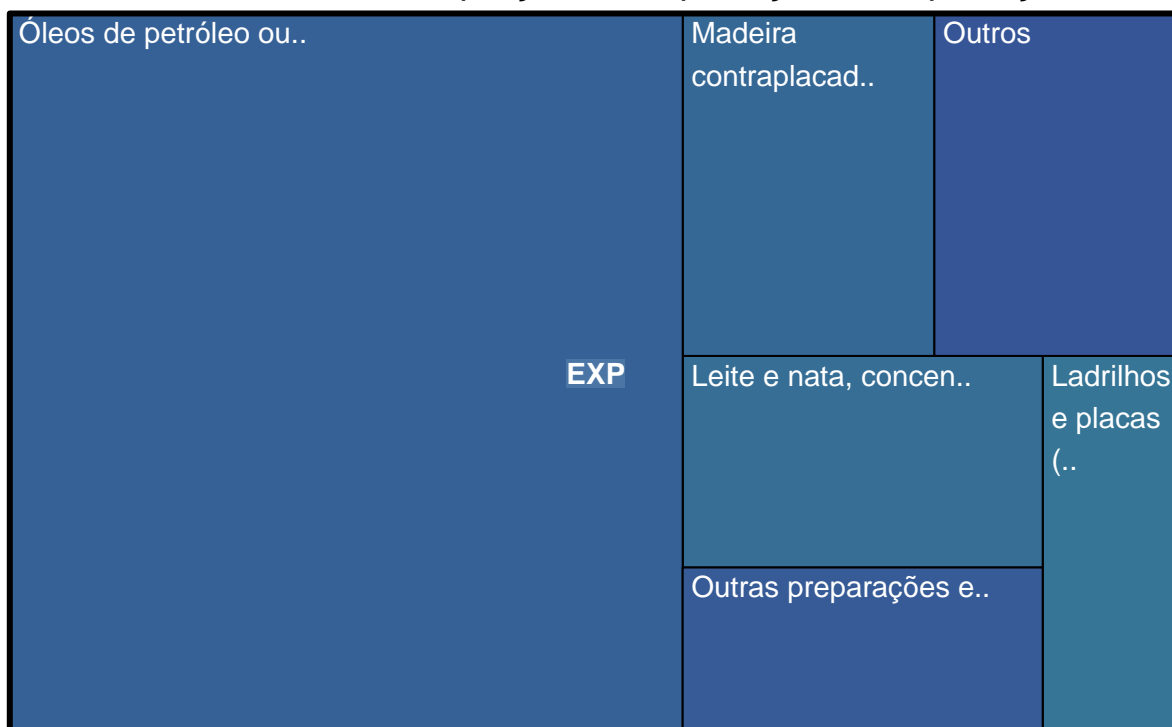 Óleos de petróleo ou..
Madeira
contraplacad..
Outros
EXP
Leite e nata, concen..
Ladrilhos
e placas
(..
Outras preparações e..